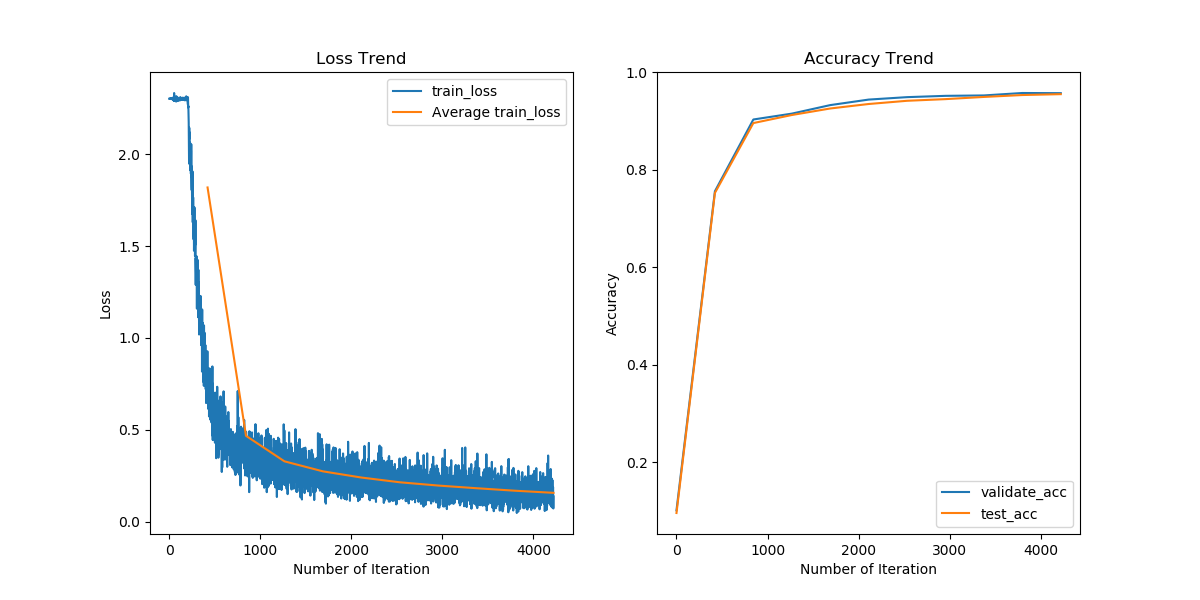 Loss Trend
train_loss
Average train_loss
2.0
1.5
1.0
0.5
0.0
Loss
0
1000
2000
3000
4000
Number of Iteration
Accuracy Trend
1.0
0.8
0.6
0.4
0.2
Accuracy
validate_acc
test_acc
0
1000
2000
3000
4000
Number of Iteration